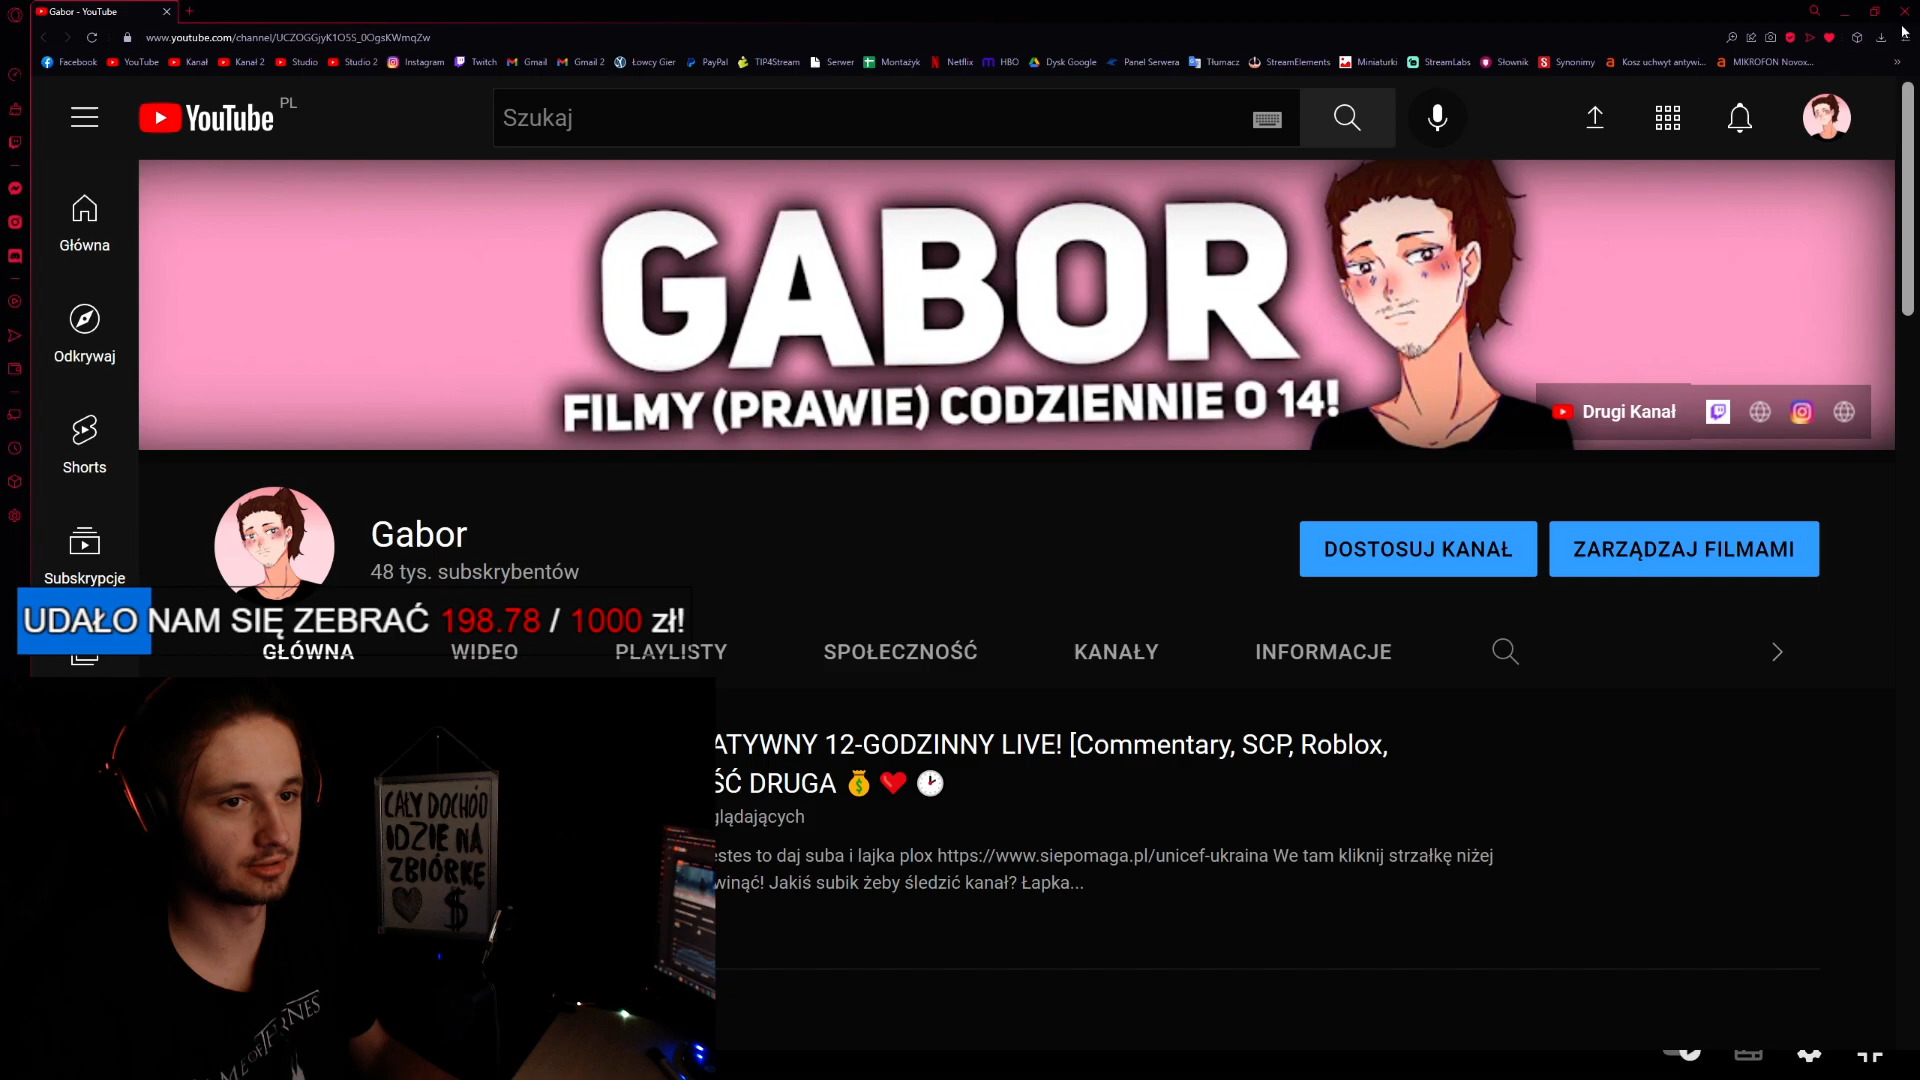 Gabor - YouTube
www.youtube.com/channel/UCZOGGjyK1O5S_0OgsKWmqZw
Facebook YouTube Kanał Kanał 2 Studio Studio 2 Instagram Twitch Gmail Gmail 2 Łowcy Gier PayPal TIP4Stream Serwer Montażyk Netflix HBO Dysk Google Panel Serwera Tłumacz StreamElements Miniaturki StreamLabs Słownik Synonimy Kosz uchwyt antywi... MIKROFON Novox...
YouTube PL
Szukaj
Główna
Odkrywaj
Shorts
Subskrypcje
GABOR
FILMY (PRAWIE) CODZIENNIE O 14!
Drugi Kanał
Gabor
48 tys. subskrybentów
DOSTOSUJ KANAŁ
ZARZĄDZAJ FILMAMI
UDAŁO NAM SIĘ ZEBRAĆ 198.78 / 1000 zł!
GŁÓWNA WIDEO PLAYLISTY SPOŁECZNOŚĆ KANAŁY INFORMACJE
ATYWNY 12-GODZINNY LIVE! [Commentary, SCP, Roblox,
ŚĆ DRUGA 💰 ❤️ 🕑
glądających
estes to daj suba i lajka plox https://www.siepomaga.pl/unicef-ukraina We tam kliknij strzałkę niżej
winąć! Jakiś subik żeby śledzić kanał? Łapka...
CAŁY DOCHÓD
IDZIE NA
ZBIÓRKĘ
$
GAME OF THRONES